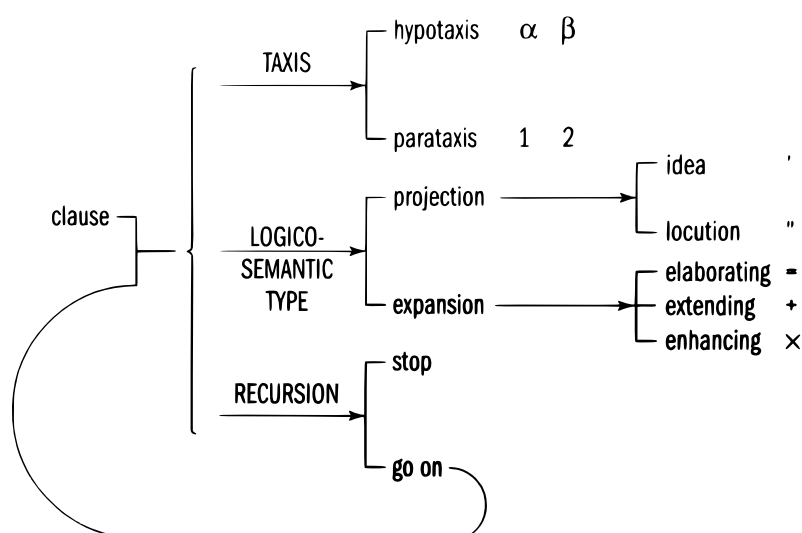 hypotaxis α β
TAXIS
parataxis 1 2
idea '
projection
clause
locution "
LOGICO-
SEMANTIC
TYPE
elaborating =
expansion
extending +
enhancing ×
stop
RECURSION
go on